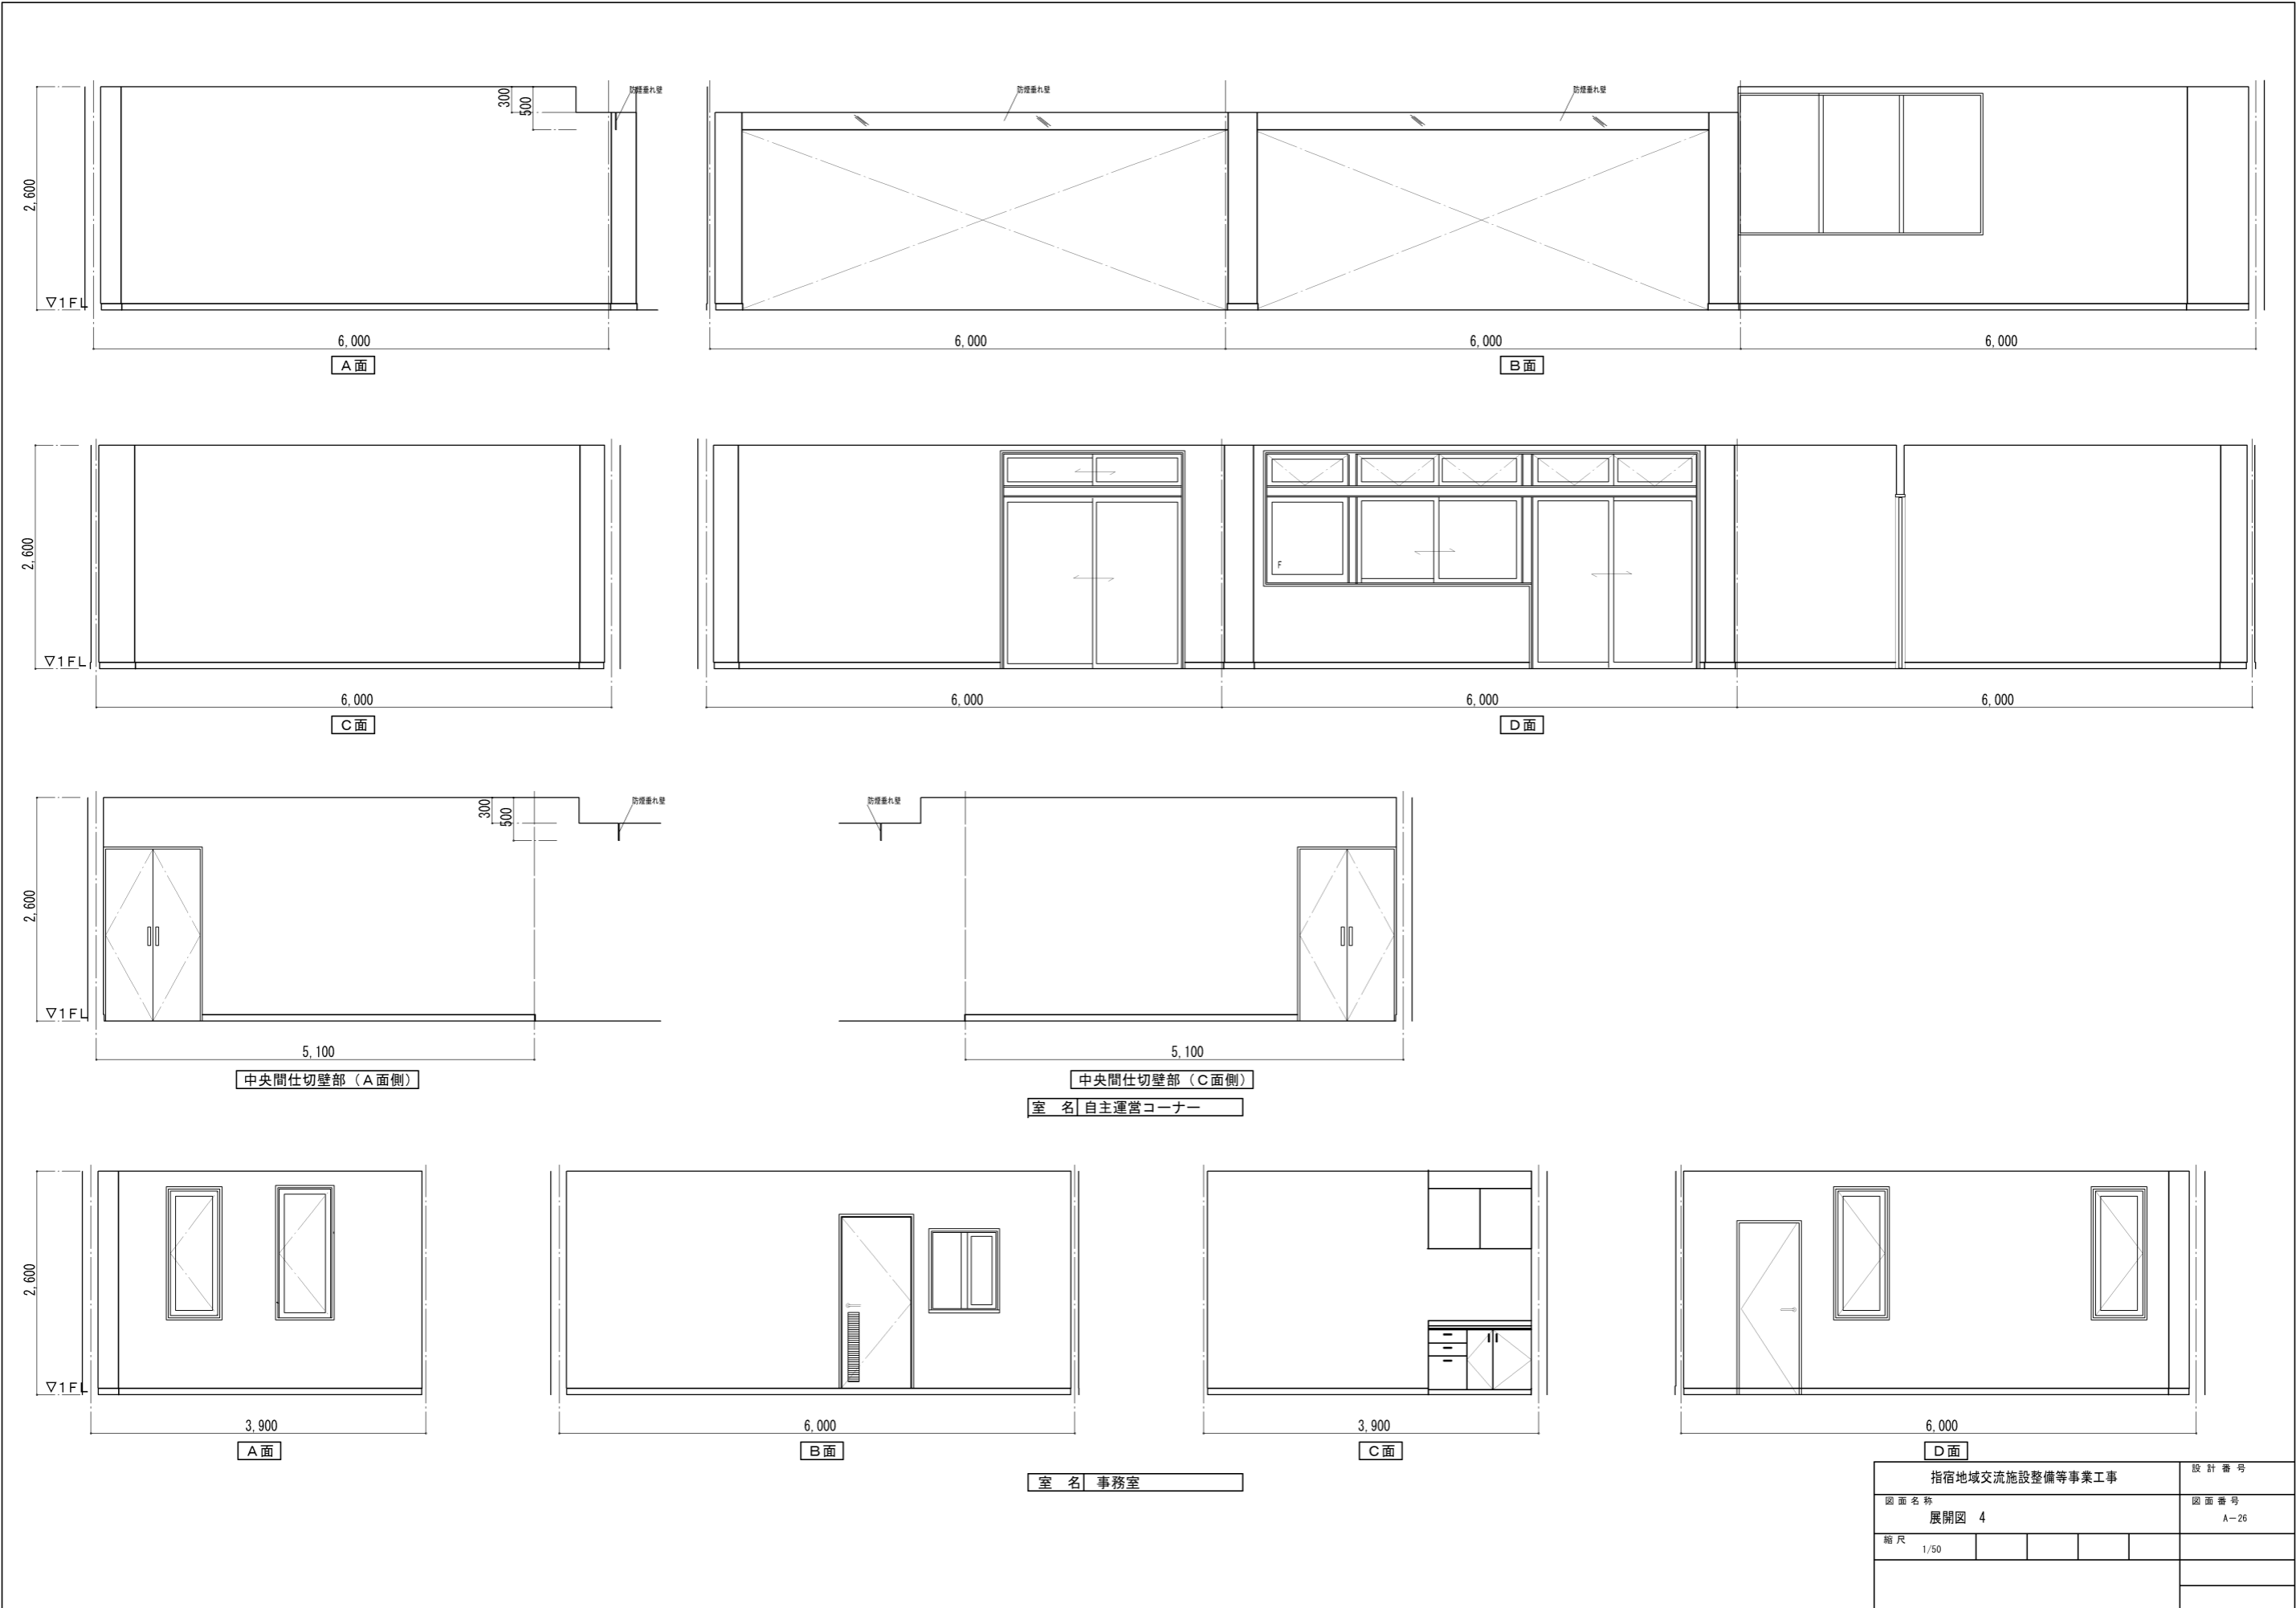 防煙垂れ壁
防煙垂れ壁
防煙垂れ壁
300
500
2,600
▽1FL
6,000
6,000
6,000
6,000
A面
B面
2,600
▽1FL
F
6,000
6,000
6,000
6,000
C面
D面
300
500
防煙垂れ壁
防煙垂れ壁
2,600
▽1FL
5,100
5,100
中央間仕切壁部（A面側）
中央間仕切壁部（C面側）
室 名 自主運営コーナー
2,600
▽1FL
3,900
6,000
3,900
6,000
A面
B面
C面
D面
室 名 事務室
指宿地域交流施設整備等事業工事
設計番号
図面名称
展開図 4
図面番号
A－26
縮尺
1/50